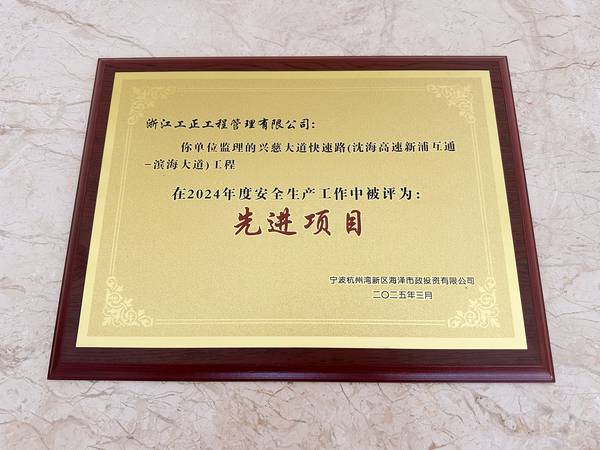 浙江工正工程管理有限公司：
你单位监理的兴慈大道快速路(沈海高速新浦互通
-滨海大道)工程
在2024年度安全生产工作中被评为：
先进项目
宁波杭州湾新区海泽市政投资有限公司
二〇二五年三月